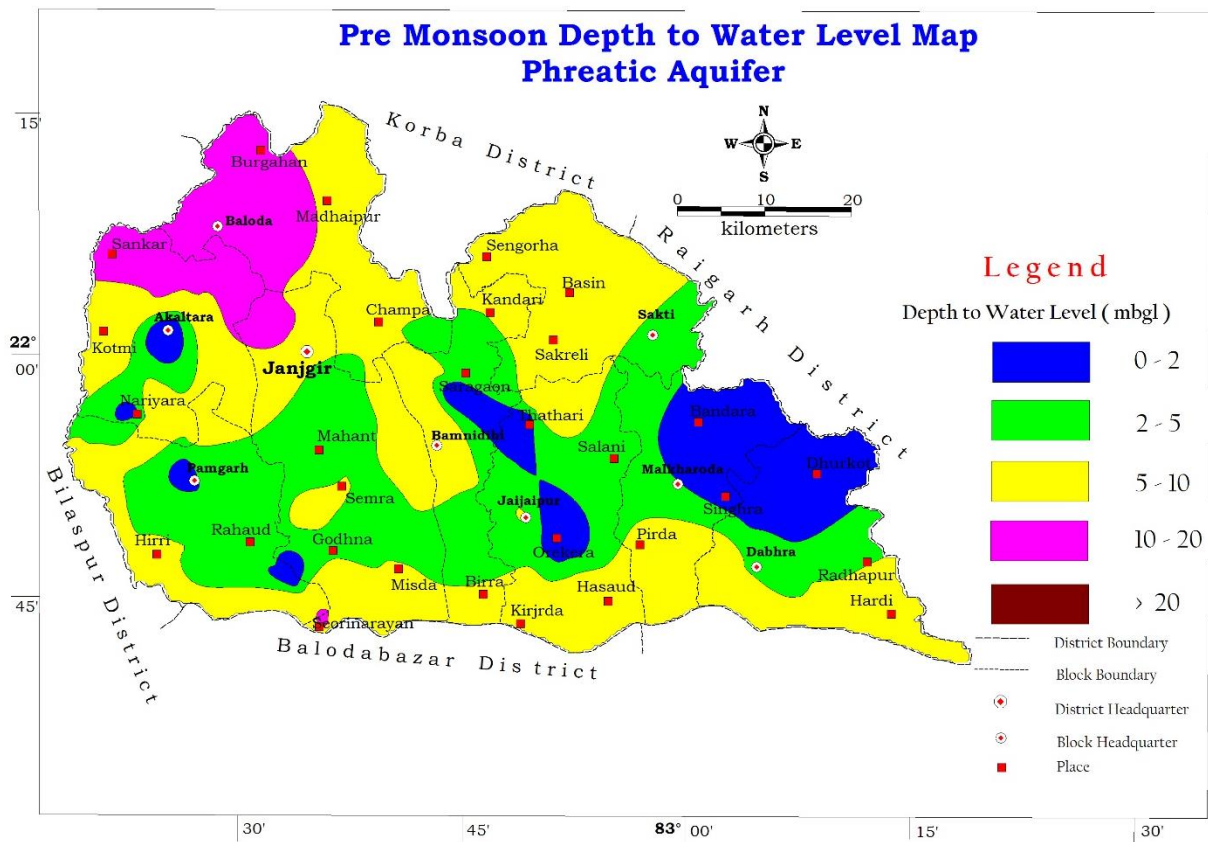 Pre Monsoon Depth to Water Level Map
Phreatic Aquifer
N
W E
S
0 10 20
kilometers
Korba District
Raigarh District
Bilaspur District
Balodabazar District
15'
22°
00'
45'
30'
45'
83° 00'
15'
30'
Burgahan
Baloda
Madhaipur
Sankar
Sengorha
Basin
Kandari
Champa
Akaltara
Kotmi
Sakti
Janjgir
Sakreli
Saragaon
Nariyara
Thathari
Bandara
Mahant
Bamnidihi
Salani
Dhurkot
Pamgarh
Malkharoda
Semra
Singhra
Jaijaipur
Hirri
Rahaud
Godhna
Orekera
Pirda
Dabhra
Radhapur
Misda
Birra
Hasaud
Hardi
Kirjrda
Seorinarayan
Legend
Depth to Water Level ( mbgl )
0 - 2
2 - 5
5 - 10
10 - 20
> 20
District Boundary
Block Boundary
District Headquarter
Block Headquarter
Place